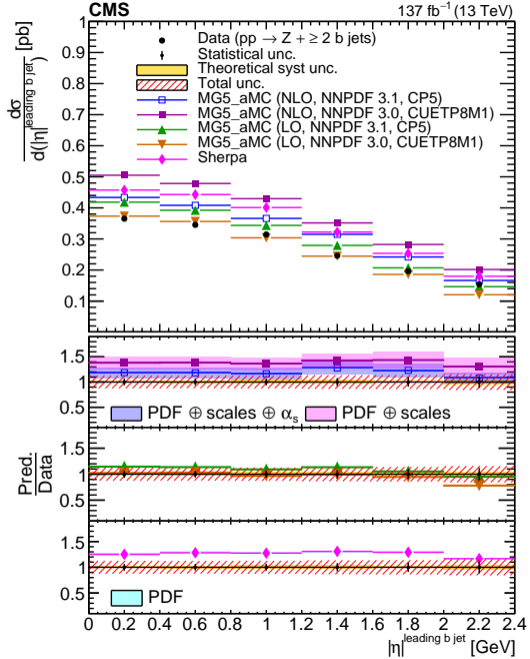 CMS 137 fb⁻¹ (13 TeV)
dσ/d(|η|^leading b jet) [pb]
Data (pp → Z + ≥ 2 b jets)
Statistical unc.
Theoretical syst unc.
Total unc.
MG5_aMC (NLO, NNPDF 3.1, CP5)
MG5_aMC (NLO, NNPDF 3.0, CUETP8M1)
MG5_aMC (LO, NNPDF 3.1, CP5)
MG5_aMC (LO, NNPDF 3.0, CUETP8M1)
Sherpa
1
0.9
0.8
0.7
0.6
0.5
0.4
0.3
0.2
0.1
1.5
1
0.5
PDF ⊕ scales ⊕ αs PDF ⊕ scales
Pred.
Data
1.5
1
0.5
1.5
1
0.5
PDF
0 0.2 0.4 0.6 0.8 1 1.2 1.4 1.6 1.8 2 2.2 2.4
|η|^leading b jet [GeV]